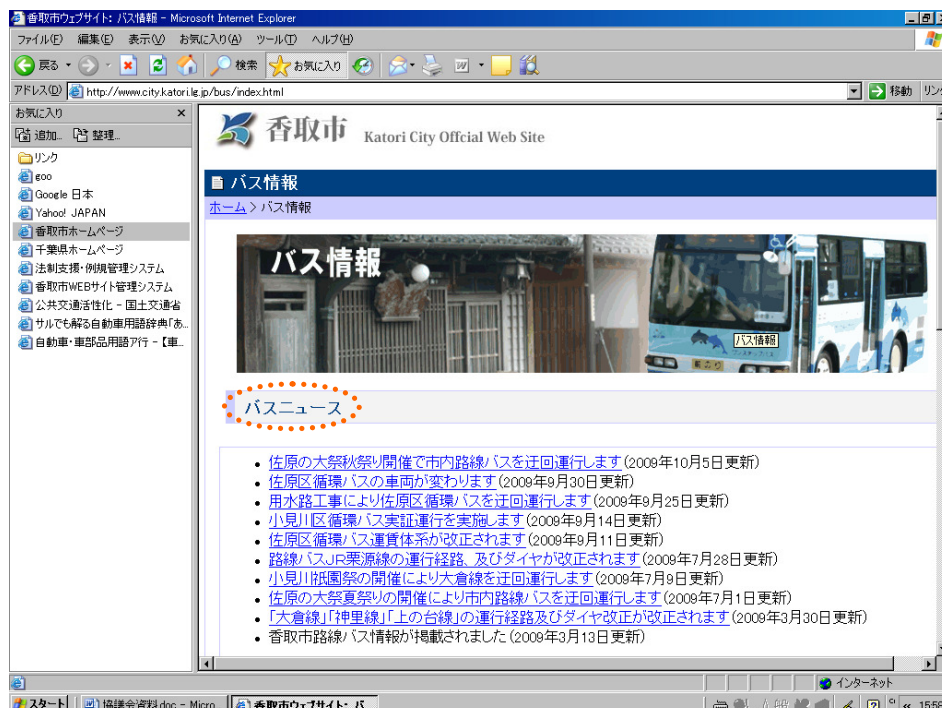 香取市ウェブサイト: バス情報 - Microsoft Internet Explorer
ファイル(F) 編集(E) 表示(V) お気に入り(A) ツール(T) ヘルプ(H)
戻る 検索 お気に入り
アドレス(D) http://www.city.katori.lg.jp/bus/index.html 移動 リンク
お気に入り ×
追加... 整理...
リンク
goo
Google 日本
Yahoo! JAPAN
香取市ホームページ
千葉県ホームページ
法制支援・例規管理システム
香取市WEBサイト管理システム
公共交通活性化 - 国土交通省
サルでも解る自動車用語辞典「あ...
自動車・車部品用語ア行 - 【車...
香取市 Katori City Offcial Web Site
バス情報
ホーム > バス情報
バス情報
バス情報
バスニュース
佐原の大祭秋祭り開催で市内路線バスを迂回運行します(2009年10月5日更新)
佐原区循環バスの車両が変わります(2009年9月30日更新)
用水路工事により佐原区循環バスを迂回運行します(2009年9月25日更新)
小見川区循環バス実証運行を実施します(2009年9月14日更新)
佐原区循環バス運賃体系が改正されます(2009年9月11日更新)
路線バスJR栗源線の運行経路、及びダイヤが改正されます(2009年7月28日更新)
小見川祇園祭の開催により大倉線を迂回運行します(2009年7月9日更新)
佐原の大祭夏祭りの開催により市内路線バスを迂回運行します(2009年7月1日更新)
「大倉線」「神里線」「上の台線」の運行経路及びダイヤ改正が改正されます(2009年3月30日更新)
香取市路線バス情報が掲載されました(2009年3月13日更新)
インターネット
スタート 協議会資料.doc - Micro... 香取市ウェブサイト: バ... 15:58